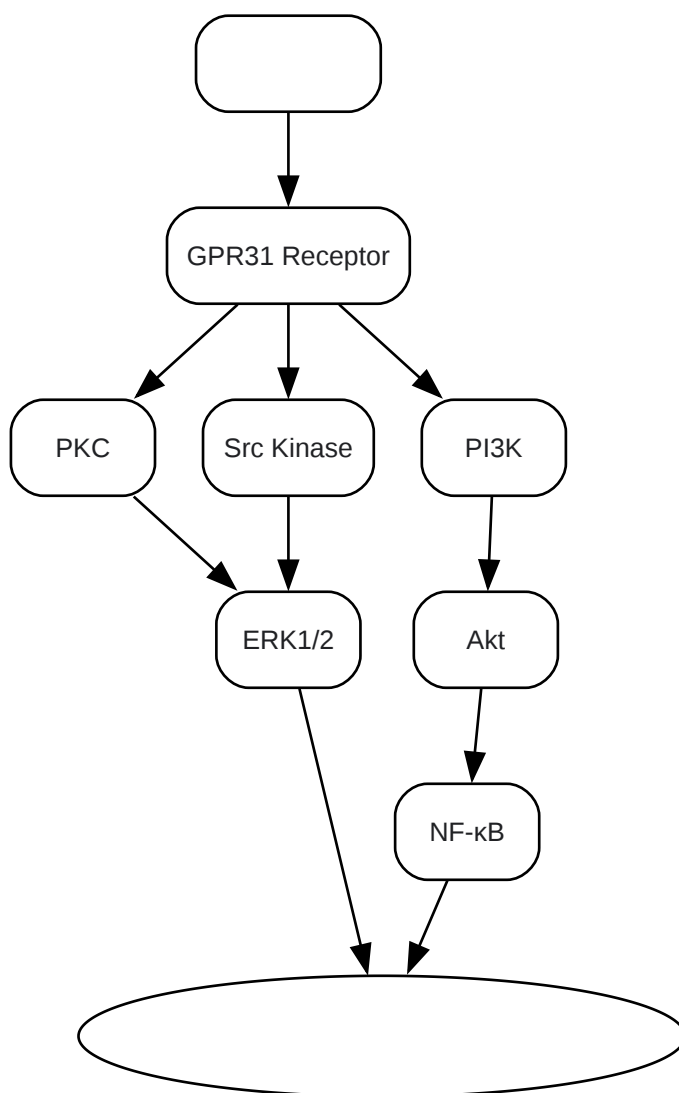 GPR31 Receptor
PKC
Src Kinase
PI3K
ERK1/2
Akt
NF-κB